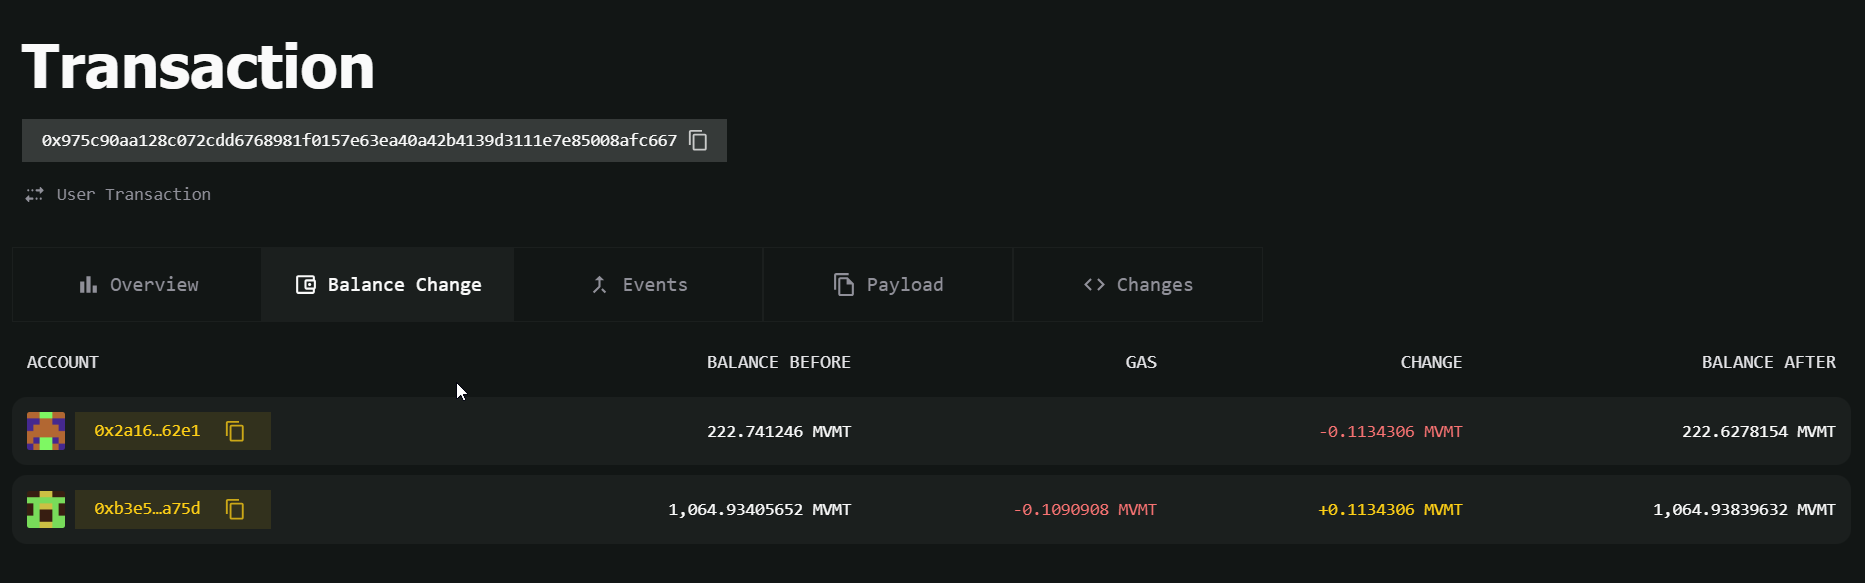 Transaction
0x975c90aa128c072cdd6768981f0157e63ea40a42b4139d3111e7e85008afc667
User Transaction
Overview Balance Change Events Payload Changes
ACCOUNT BALANCE BEFORE GAS CHANGE BALANCE AFTER
0x2a16…62e1 222.741246 MVMT -0.1134306 MVMT 222.6278154 MVMT
0xb3e5…a75d 1,064.93405652 MVMT -0.1090908 MVMT +0.1134306 MVMT 1,064.93839632 MVMT